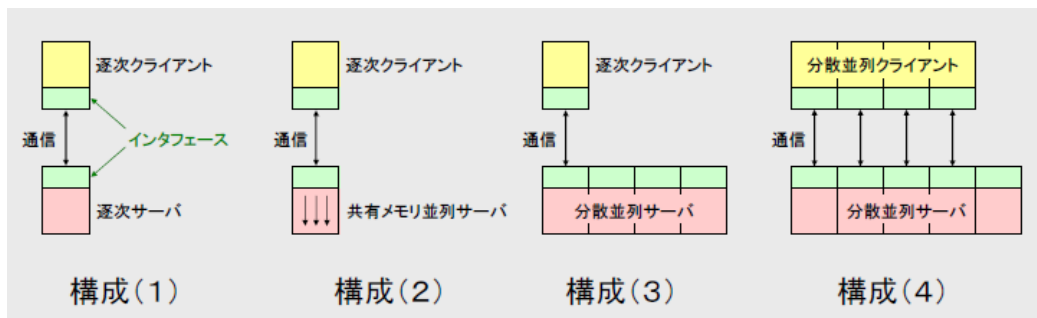 逐次クライアント
通信
インタフェース
逐次サーバ
構成(1)
逐次クライアント
通信
共有メモリ並列サーバ
構成(2)
逐次クライアント
通信
分散並列サーバ
構成(3)
分散並列クライアント
通信
分散並列サーバ
構成(4)